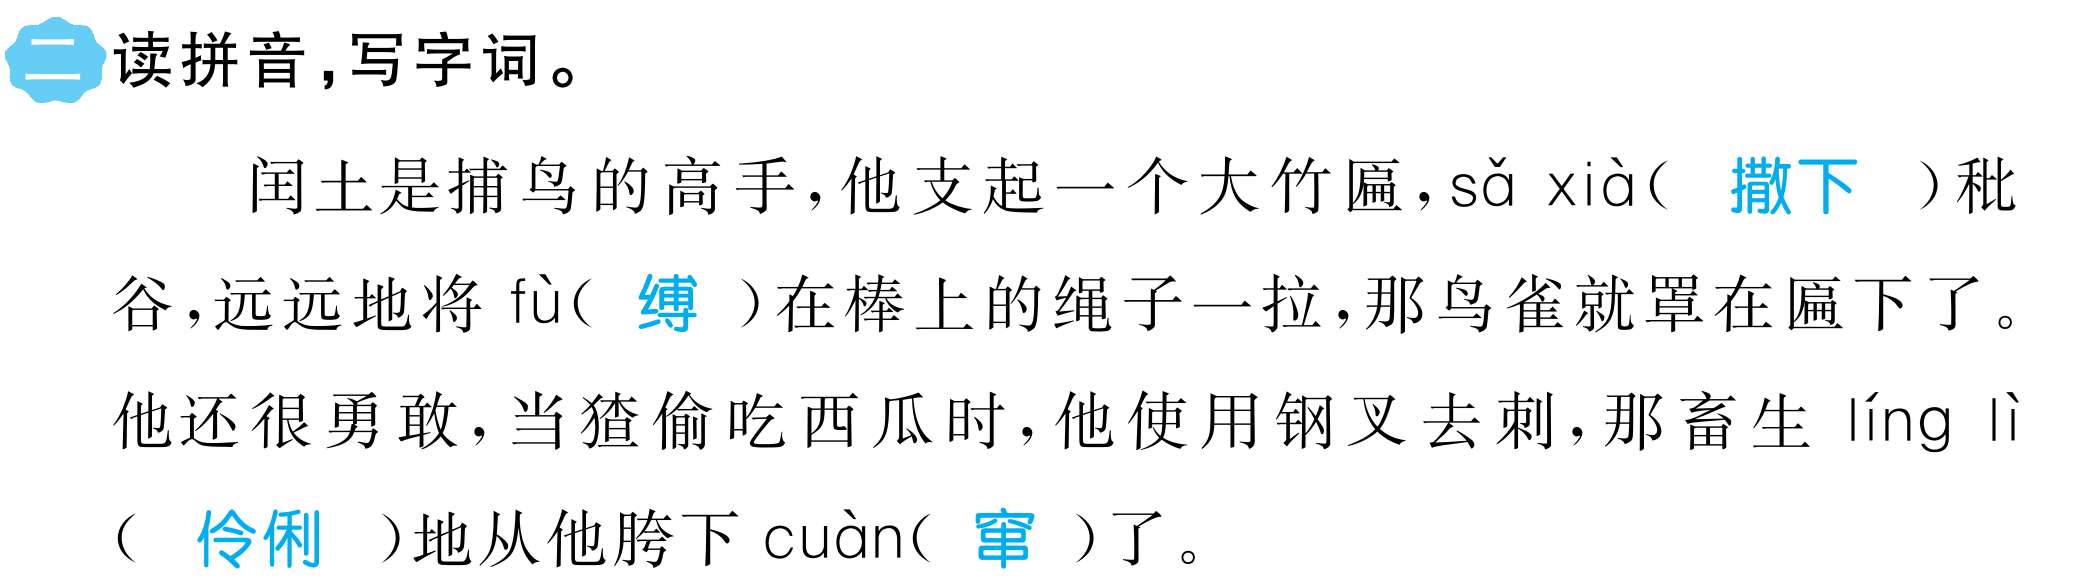 二 读拼音,写字词。
闰土是捕鸟的高手,他支起一个大竹匾,sǎ xià( 撒下 )秕
谷,远远地将 fù( 缚 )在棒上的绳子一拉,那鸟雀就罩在匾下了。
他还很勇敢,当猹偷吃西瓜时,他使用钢叉去刺,那畜生 líng lì
( 伶俐 )地从他胯下 cuàn( 窜 )了。